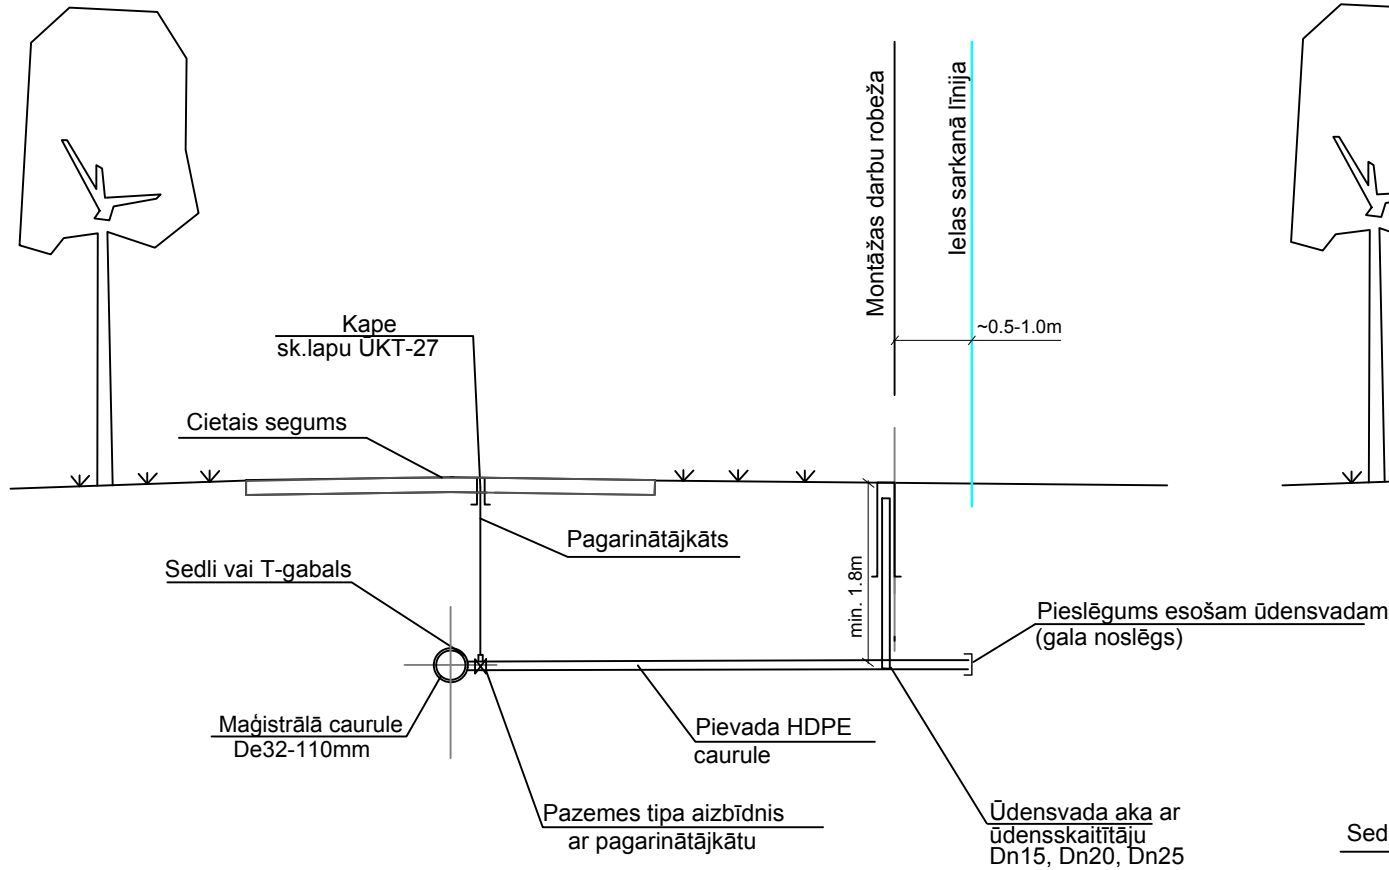 Montāžas darbu robeža
Ielas sarkanā līnija
~0.5-1.0m
Kape
sk.lapu ŪKT-27
Cietais segums
Pagarinātājkāts
Sedli vai T-gabals
min. 1.8m
Pieslēgums esošam ūdensvadam
(gala noslēgs)
Maģistrālā caurule
De32-110mm
Pievada HDPE
caurule
Pazemes tipa aizbīdnis
ar pagarinātājkātu
Ūdensvada aka ar
ūdensskaitītāju
Dn15, Dn20, Dn25
Sed